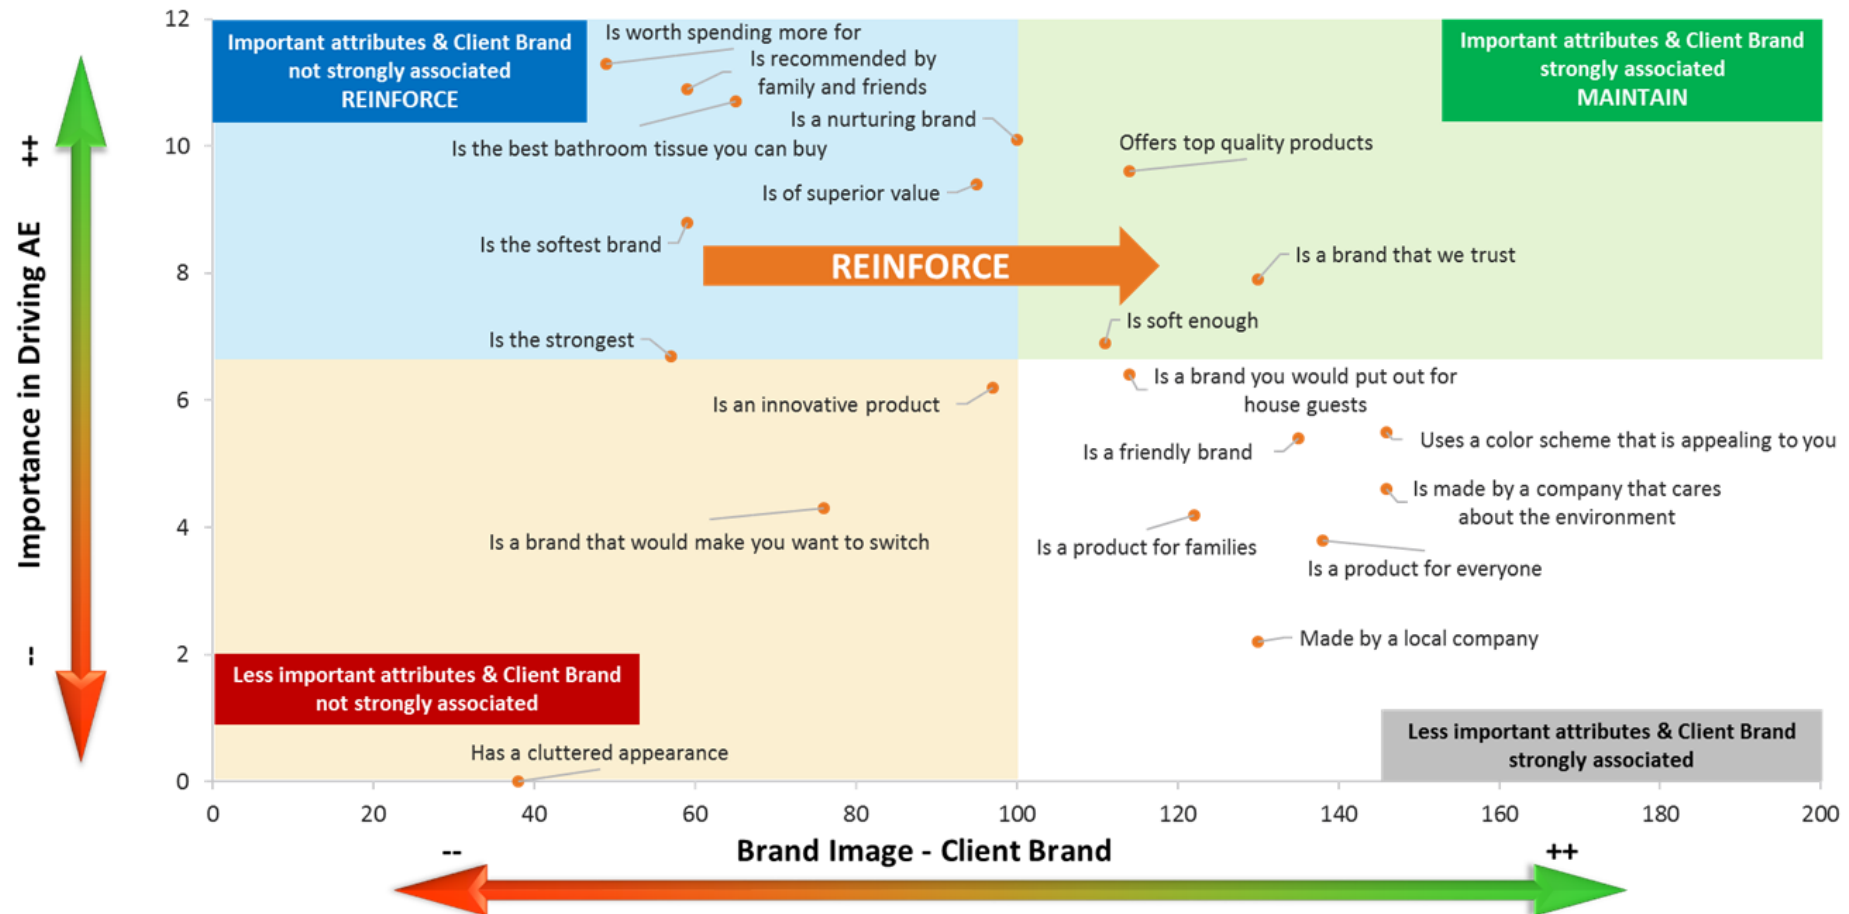 12
Important attributes & Client Brand
not strongly associated
REINFORCE
Is worth spending more for
Is recommended by
family and friends
Important attributes & Client Brand
strongly associated
MAINTAIN
Is a nurturing brand
10
Is the best bathroom tissue you can buy
Offers top quality products
Is of superior value
Is the softest brand
Is a brand that we trust
8
REINFORCE
Is soft enough
Is the strongest
Is a brand you would put out for
house guests
6
Is an innovative product
Is a friendly brand
Uses a color scheme that is appealing to you
Is made by a company that cares
about the environment
4
Is a brand that would make you want to switch
Is a product for families
Is a product for everyone
Made by a local company
2
Less important attributes & Client Brand
not strongly associated
Less important attributes & Client Brand
strongly associated
Has a cluttered appearance
0
-- Importance in Driving AE ++
0 20 40 60 80 100 120 140 160 180 200
-- Brand Image - Client Brand ++